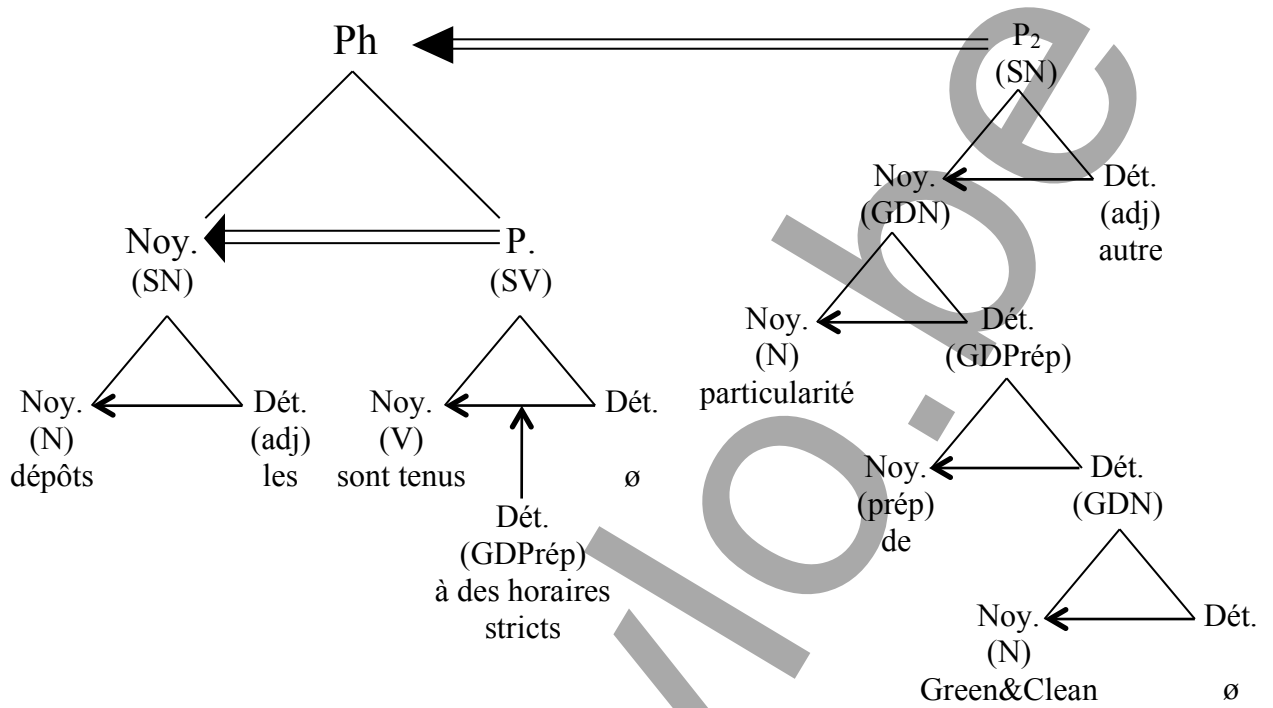 Ph
P₂
(SN)
Noy.
(GDN)
Dét.
(adj)
autre
Noy.
(SN)
P.
(SV)
Noy.
(N)
particularité
Dét.
(GDPrép)
Noy.
(N)
dépôts
Dét.
(adj)
les
Noy.
(V)
sont tenus
Dét.
ø
Dét.
(GDPrép)
à des horaires
stricts
Noy.
(prép)
de
Dét.
(GDN)
Noy.
(N)
Green&Clean
Dét.
ø
lo.be